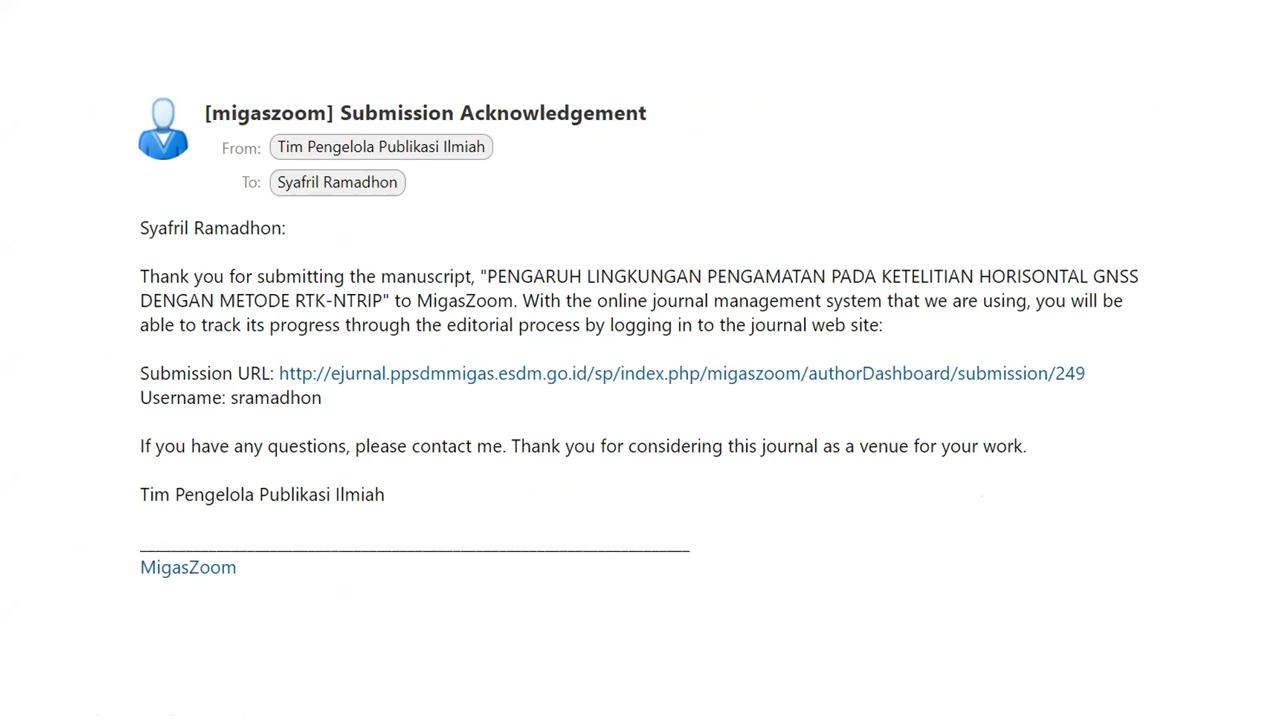 [migaszoom] Submission Acknowledgement
From: Tim Pengelola Publikasi Ilmiah
To: Syafril Ramadhon
Syafril Ramadhon:
Thank you for submitting the manuscript, "PENGARUH LINGKUNGAN PENGAMATAN PADA KETELITIAN HORISONTAL GNSS
DENGAN METODE RTK-NTRIP" to MigasZoom. With the online journal management system that we are using, you will be
able to track its progress through the editorial process by logging in to the journal web site:
Submission URL: http://ejurnal.ppsdmmigas.esdm.go.id/sp/index.php/migaszoom/authorDashboard/submission/249
Username: sramadhon
If you have any questions, please contact me. Thank you for considering this journal as a venue for your work.
Tim Pengelola Publikasi Ilmiah
MigasZoom